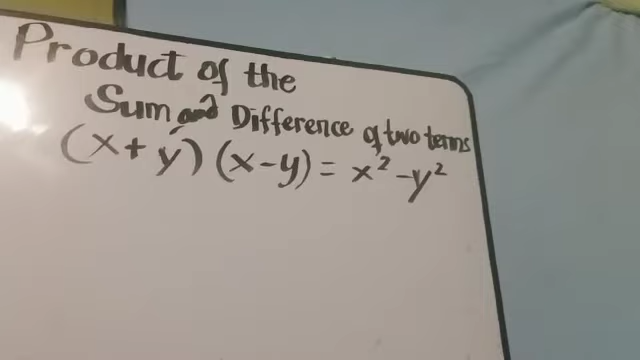 Product of the
Sum and Difference of two terms
(x+y)(x-y) = x² -y²